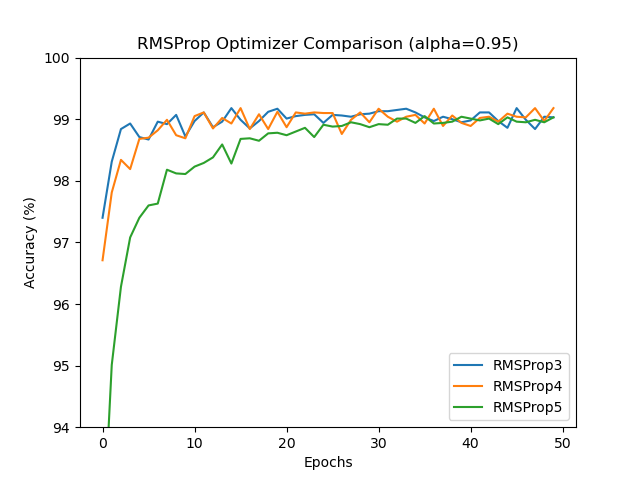 RMSProp Optimizer Comparison (alpha=0.95)
Accuracy (%)
100
99
98
97
96
95
94
0
10
20
30
40
50
Epochs
RMSProp3
RMSProp4
RMSProp5